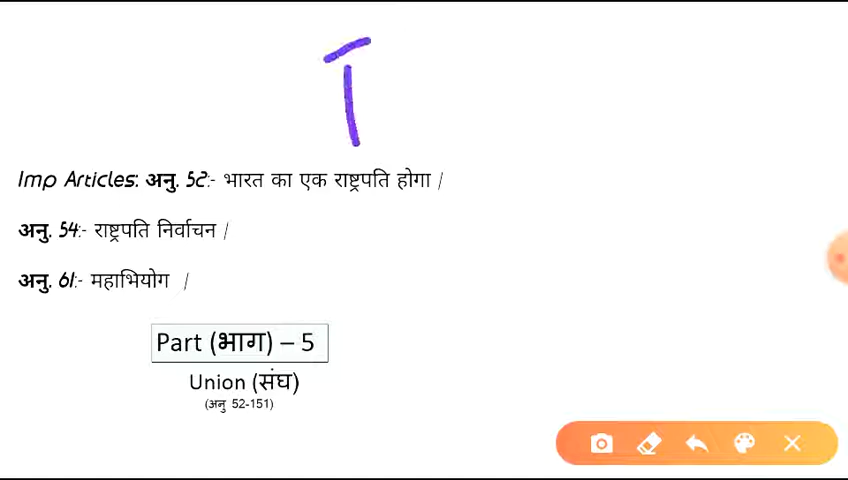 T
Imp Articles: अनु. 52:- भारत का एक राष्ट्रपति होगा |
अनु. 54:- राष्ट्रपति निर्वाचन |
अनु. 61:- महाभियोग |
Part (भाग) – 5
Union (संघ)
(अनु 52-151)